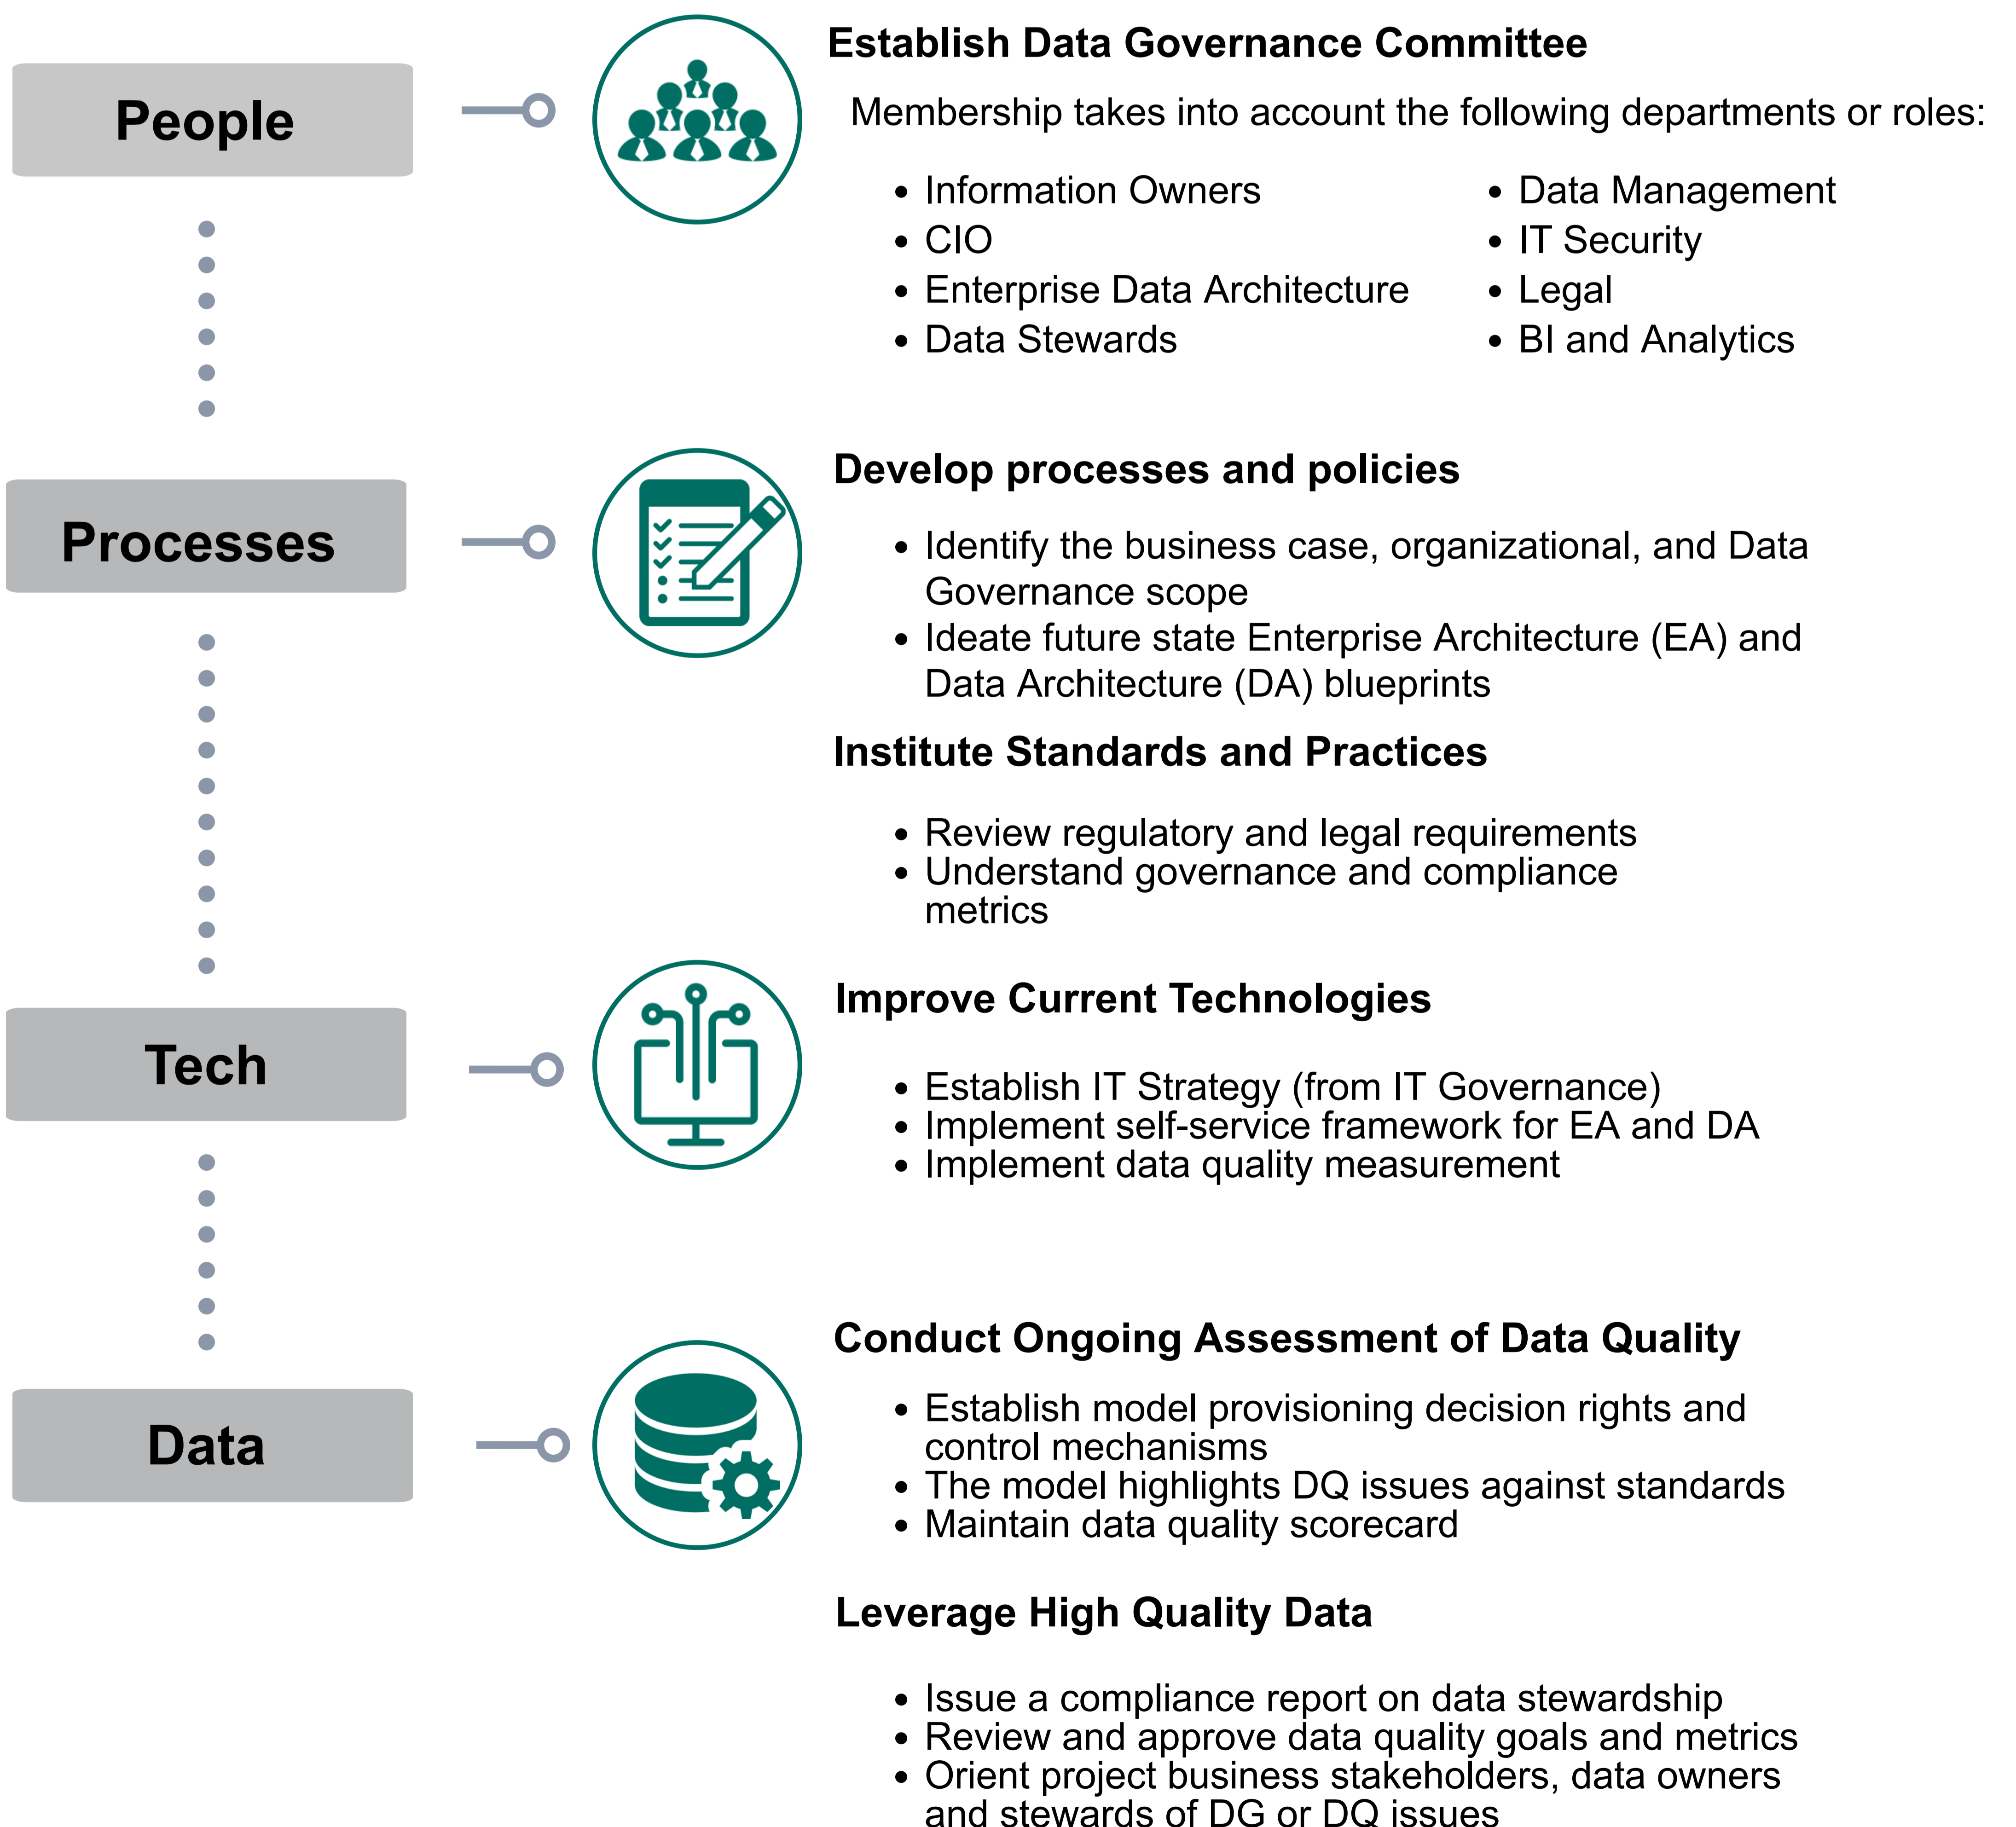 People
Establish Data Governance Committee
Membership takes into account the following departments or roles:
• Information Owners
• CIO
• Enterprise Data Architecture
• Data Stewards
• Data Management
• IT Security
• Legal
• BI and Analytics
Processes
Develop processes and policies
• Identify the business case, organizational, and Data
Governance scope
• Ideate future state Enterprise Architecture (EA) and
Data Architecture (DA) blueprints
Institute Standards and Practices
• Review regulatory and legal requirements
• Understand governance and compliance
metrics
Tech
Improve Current Technologies
• Establish IT Strategy (from IT Governance)
• Implement self-service framework for EA and DA
• Implement data quality measurement
Data
Conduct Ongoing Assessment of Data Quality
• Establish model provisioning decision rights and
control mechanisms
• The model highlights DQ issues against standards
• Maintain data quality scorecard
Leverage High Quality Data
• Issue a compliance report on data stewardship
• Review and approve data quality goals and metrics
• Orient project business stakeholders, data owners
and stewards of DG or DQ issues